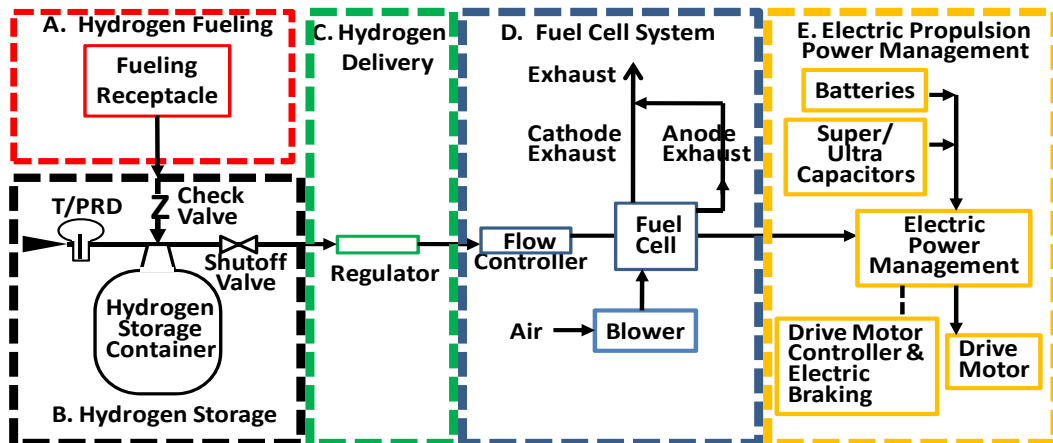 A. Hydrogen Fueling
Fueling
Receptacle
T/PRD
Check
Valve
Z
Shutoff
Valve
Hydrogen
Storage
Container
B. Hydrogen Storage
C. Hydrogen
Delivery
Regulator
D. Fuel Cell System
Exhaust
Cathode
Exhaust
Anode
Exhaust
Flow
Controller
Fuel
Cell
Air
Blower
E. Electric Propulsion
Power Management
Batteries
Super/
Ultra
Capacitors
Electric
Power
Management
Drive Motor
Controller &
Electric
Braking
Drive
Motor